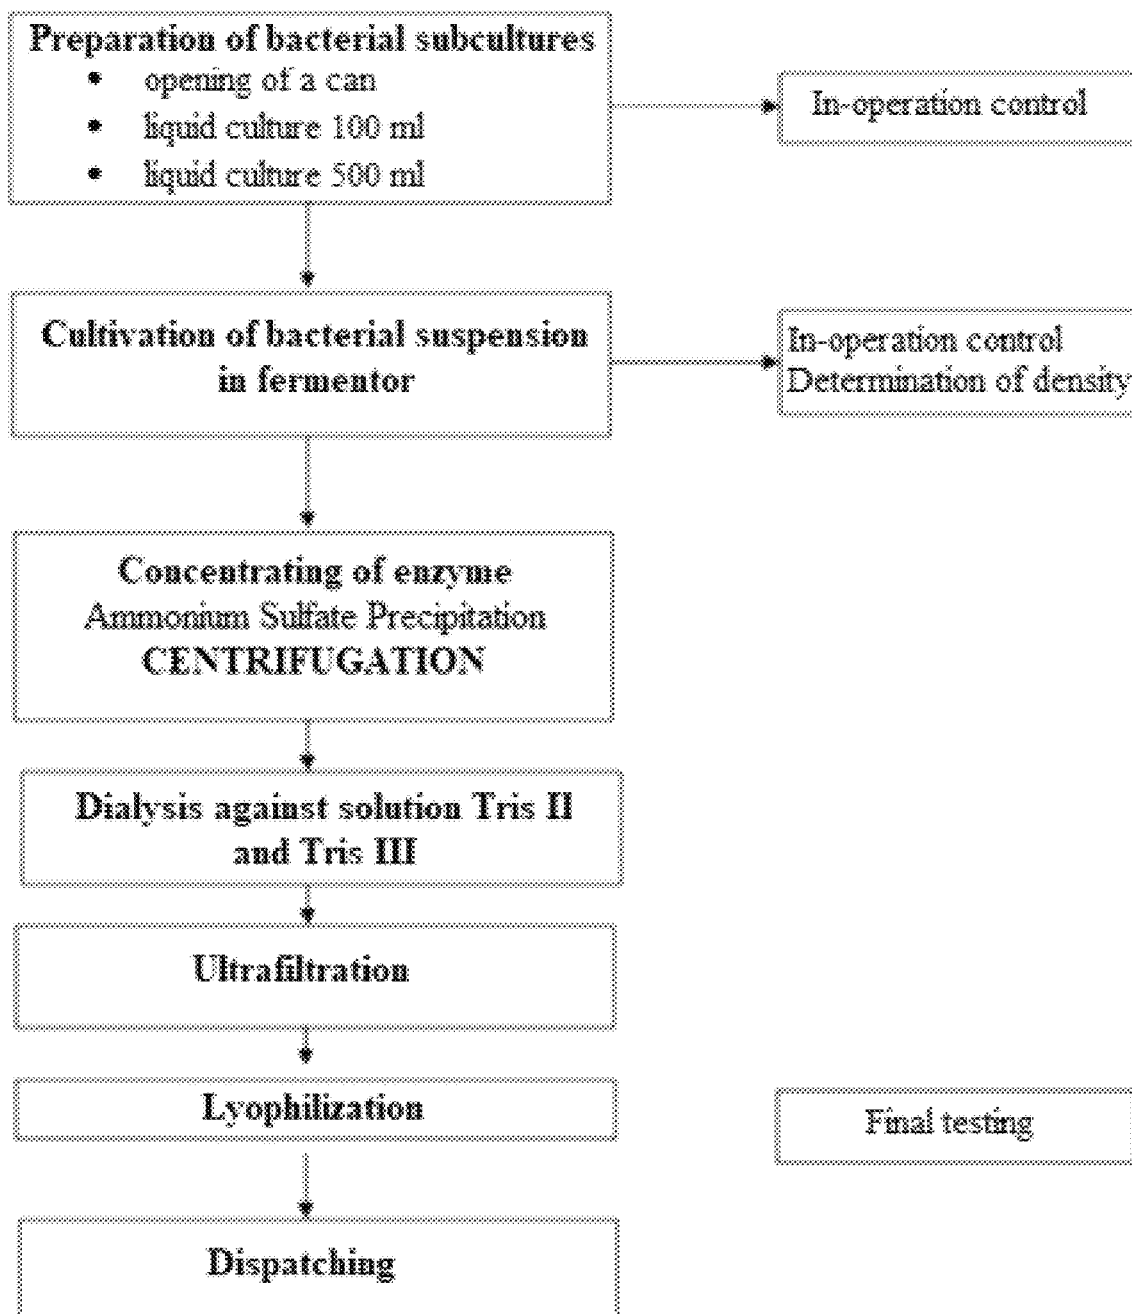 Preparation of bacterial subcultures
• opening of a can
• liquid culture 100 ml
• liquid culture 500 ml
In-operation control
Cultivation of bacterial suspension
in fermentor
In-operation control
Determination of density
Concentrating of enzyme
Ammonium Sulfate Precipitation
CENTRIFUGATION
Dialysis against solution Tris II
and Tris III
Ultrafiltration
Lyophilization
Final testing
Dispatching